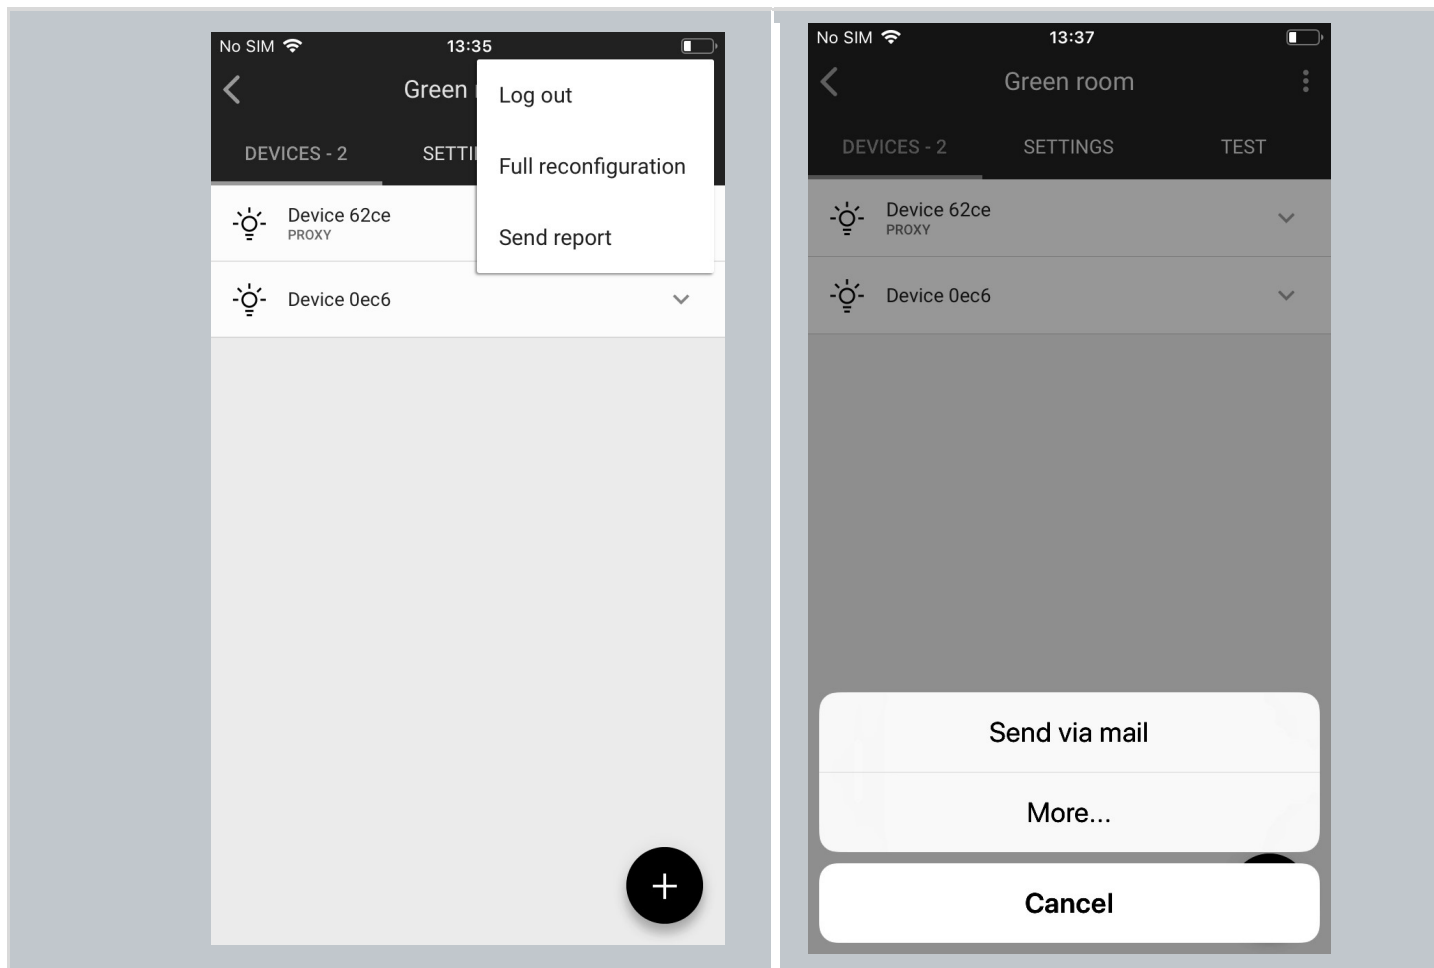 No SIM 13:35
Green r
Log out
Full reconfiguration
Send report
DEVICES - 2 SETTI
Device 62ce
PROXY
Device 0ec6
No SIM 13:37
Green room
DEVICES - 2 SETTINGS TEST
Device 62ce
PROXY
Device 0ec6
Send via mail
More...
Cancel